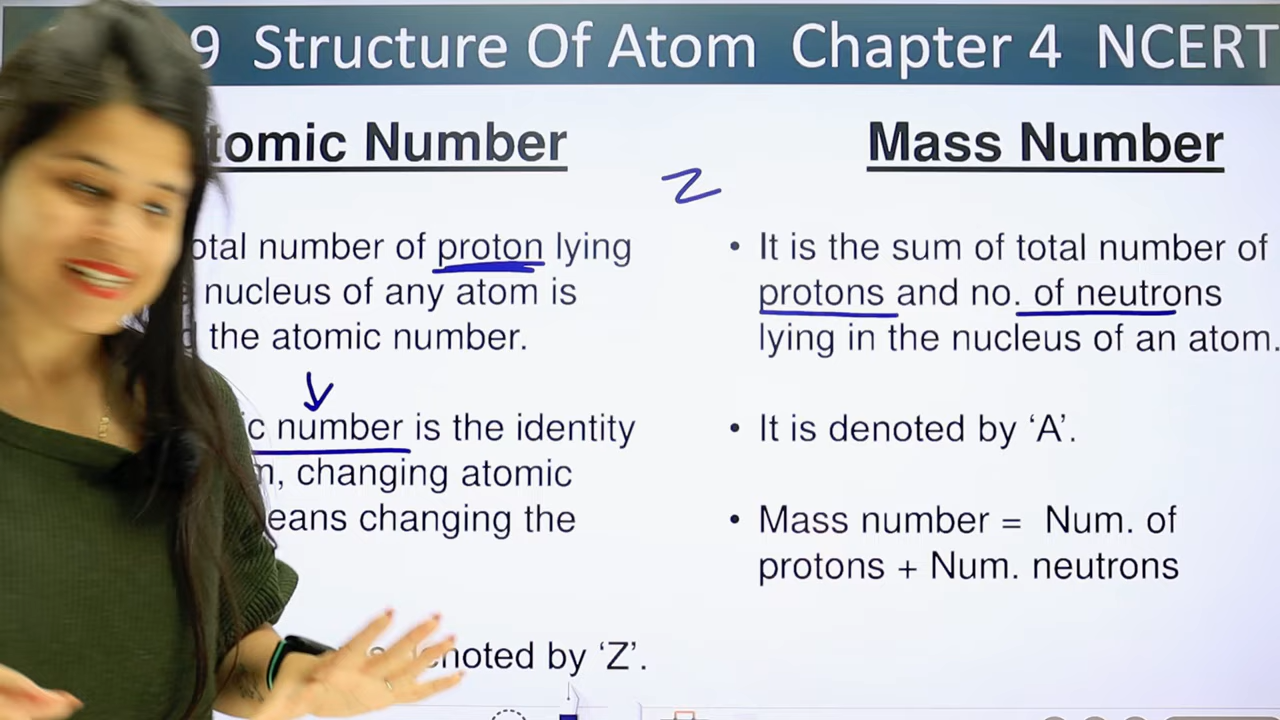 9 Structure Of Atom Chapter 4 NCERT
tomic Number
otal number of proton lying
nucleus of any atom is
the atomic number.
c number is the identity
changing atomic
eans changing the
noted by ‘Z’.
Z
Mass Number
• It is the sum of total number of
protons and no. of neutrons
lying in the nucleus of an atom.
• It is denoted by ‘A’.
• Mass number = Num. of
protons + Num. neutrons